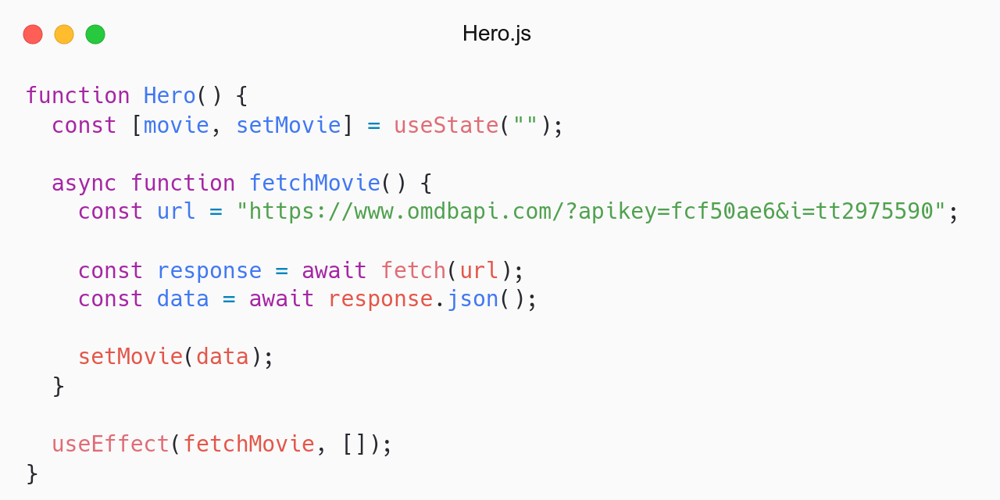 Hero.js
function Hero() {
  const [movie, setMovie] = useState("");
  async function fetchMovie() {
    const url = "https://www.omdbapi.com/?apikey=fcf50ae6&i=tt2975590";
    const response = await fetch(url);
    const data = await response.json();
    setMovie(data);
  }
  useEffect(fetchMovie, []);
}